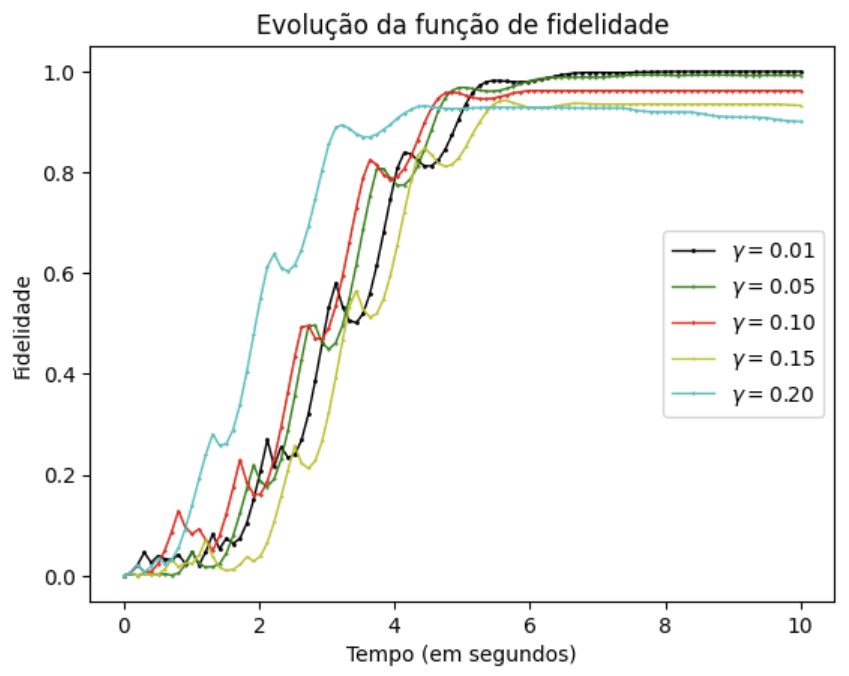 Evolução da função de fidelidade
Fidelidade
1.0
0.8
0.6
0.4
0.2
0.0
γ = 0.01
γ = 0.05
γ = 0.10
γ = 0.15
γ = 0.20
0 2 4 6 8 10
Tempo (em segundos)